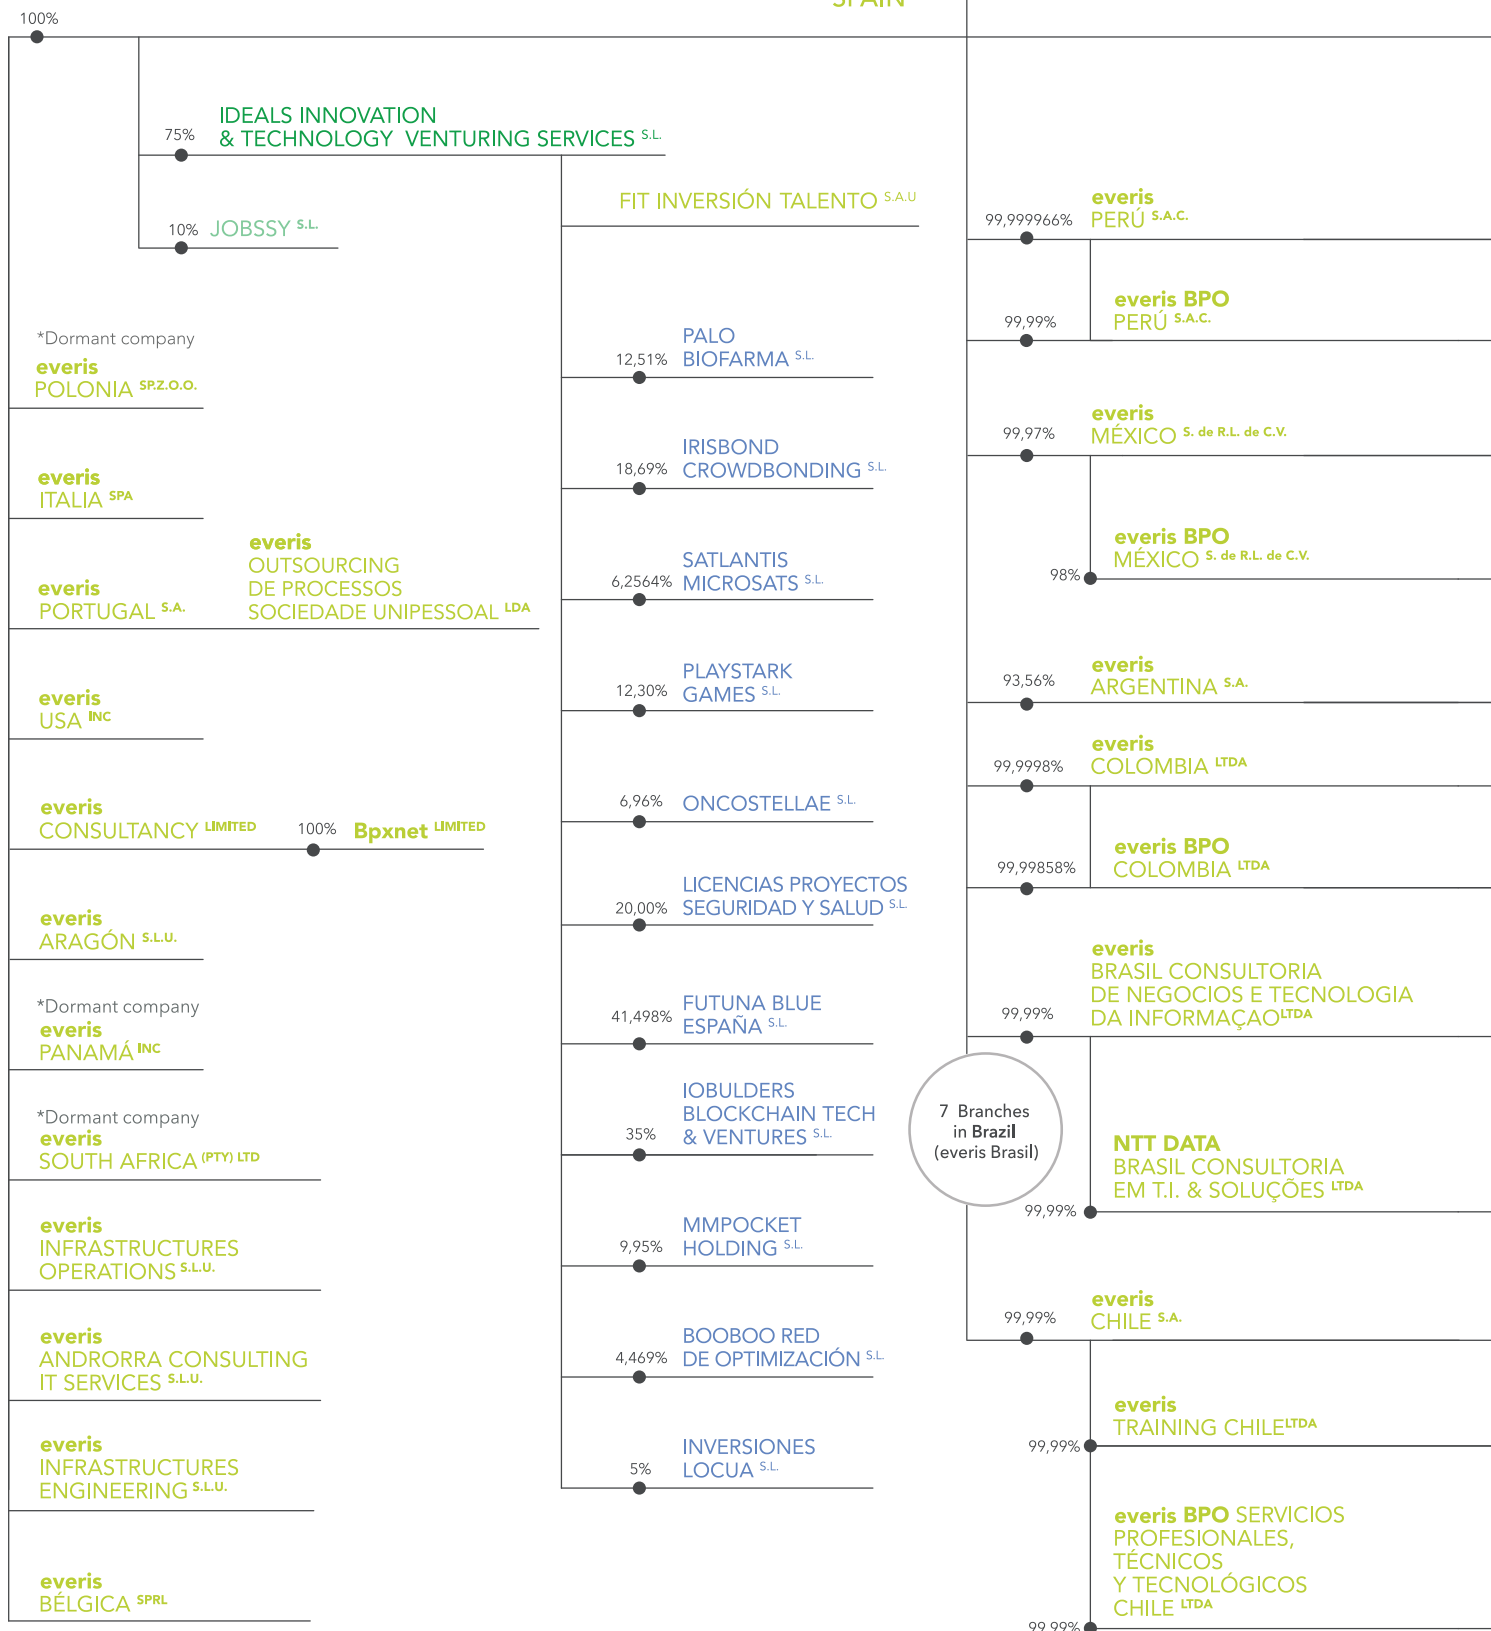 SPAIN
100%
IDEALS INNOVATION
75% & TECHNOLOGY VENTURING SERVICES S.L.
10% JOBSSY S.L.
*Dormant company
everis
POLONIA SP.Z.O.O.
everis
ITALIA SPA
everis
PORTUGAL S.A.
everis
OUTSOURCING
DE PROCESSOS
SOCIEDADE UNIPESSOAL LDA
everis
USA INC
everis
CONSULTANCY LIMITED
100% Bpxnet LIMITED
everis
ARAGÓN S.L.U.
*Dormant company
everis
PANAMÁ INC
*Dormant company
everis
SOUTH AFRICA (PTY) LTD
everis
INFRASTRUCTURES
OPERATIONS S.L.U.
everis
ANDRORRA CONSULTING
IT SERVICES S.L.U.
everis
INFRASTRUCTURES
ENGINEERING S.L.U.
everis
BÉLGICA SPRL
FIT INVERSIÓN TALENTO S.A.U
PALO
12,51% BIOFARMA S.L.
IRISBOND
18,69% CROWDBONDING S.L.
SATLANTIS
6,2564% MICROSATS S.L.
PLAYSTARK
12,30% GAMES S.L.
6,96% ONCOSTELLAE S.L.
LICENCIAS PROYECTOS
20,00% SEGURIDAD Y SALUD S.L.
FUTUNA BLUE
41,498% ESPAÑA S.L.
IOBULDERS
BLOCKCHAIN TECH
35% & VENTURES S.L.
MMPOCKET
9,95% HOLDING S.L.
BOOBOO RED
4,469% DE OPTIMIZACIÓN S.L.
INVERSIONES
5% LOCUA S.L.
everis
99,999966% PERÚ S.A.C.
everis BPO
99,99% PERÚ S.A.C.
everis
99,97% MÉXICO S. de R.L. de C.V.
everis BPO
MÉXICO S. de R.L. de C.V.
98%
everis
93,56% ARGENTINA S.A.
everis
99,9998% COLOMBIA LTDA
everis BPO
99,99858% COLOMBIA LTDA
everis
BRASIL CONSULTORIA
DE NEGOCIOS E TECNOLOGIA
99,99% DA INFORMAÇAO LTDA
7 Branches
in Brazil
(everis Brasil)
NTT DATA
BRASIL CONSULTORIA
EM T.I. & SOLUÇÕES LTDA
99,99%
everis
99,99% CHILE S.A.
everis
TRAINING CHILE LTDA
99,99%
everis BPO SERVICIOS
PROFESIONALES,
TÉCNICOS
Y TECNOLÓGICOS
CHILE LTDA
99,99%